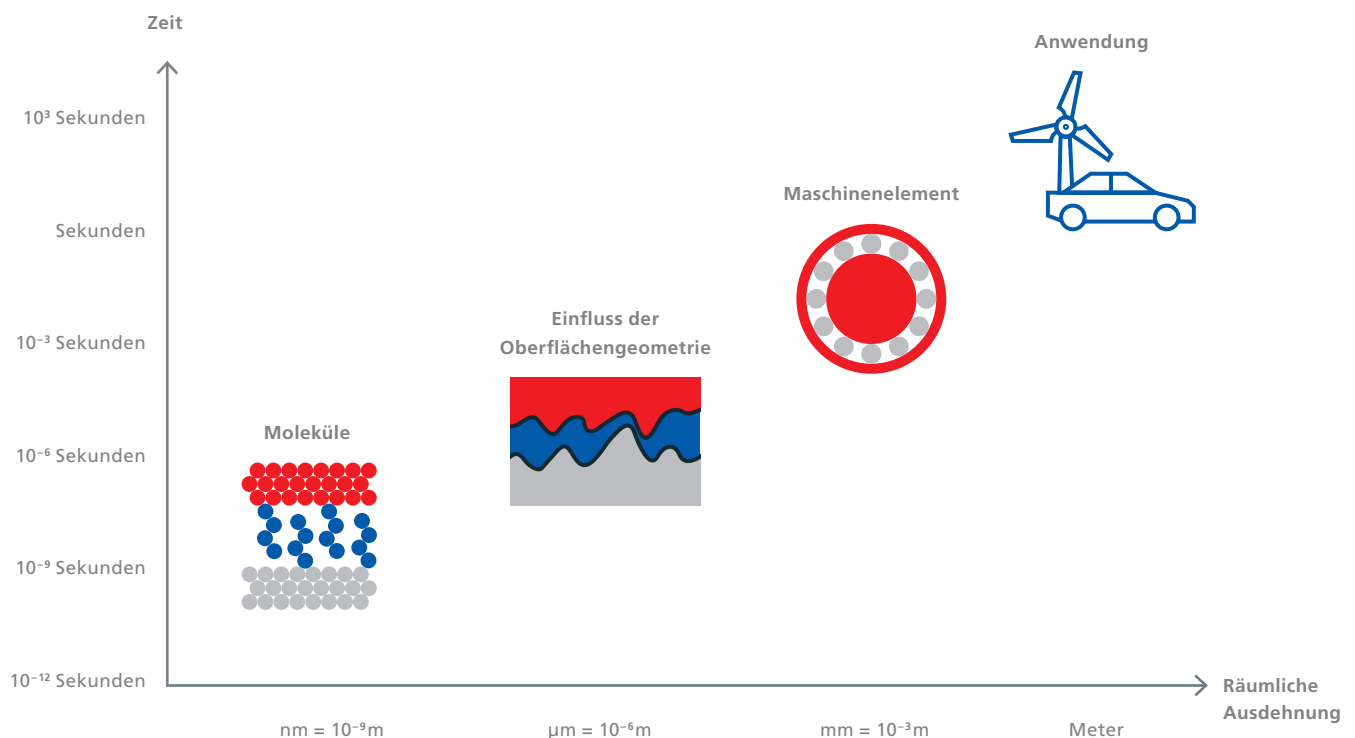 Zeit
Anwendung
10³ Sekunden
Maschinenelement
Sekunden
Einfluss der
Oberflächengeometrie
10⁻³ Sekunden
Moleküle
10⁻⁶ Sekunden
10⁻⁹ Sekunden
10⁻¹² Sekunden
Räumliche
Ausdehnung
nm = 10⁻⁹m
µm = 10⁻⁶m
mm = 10⁻³m
Meter